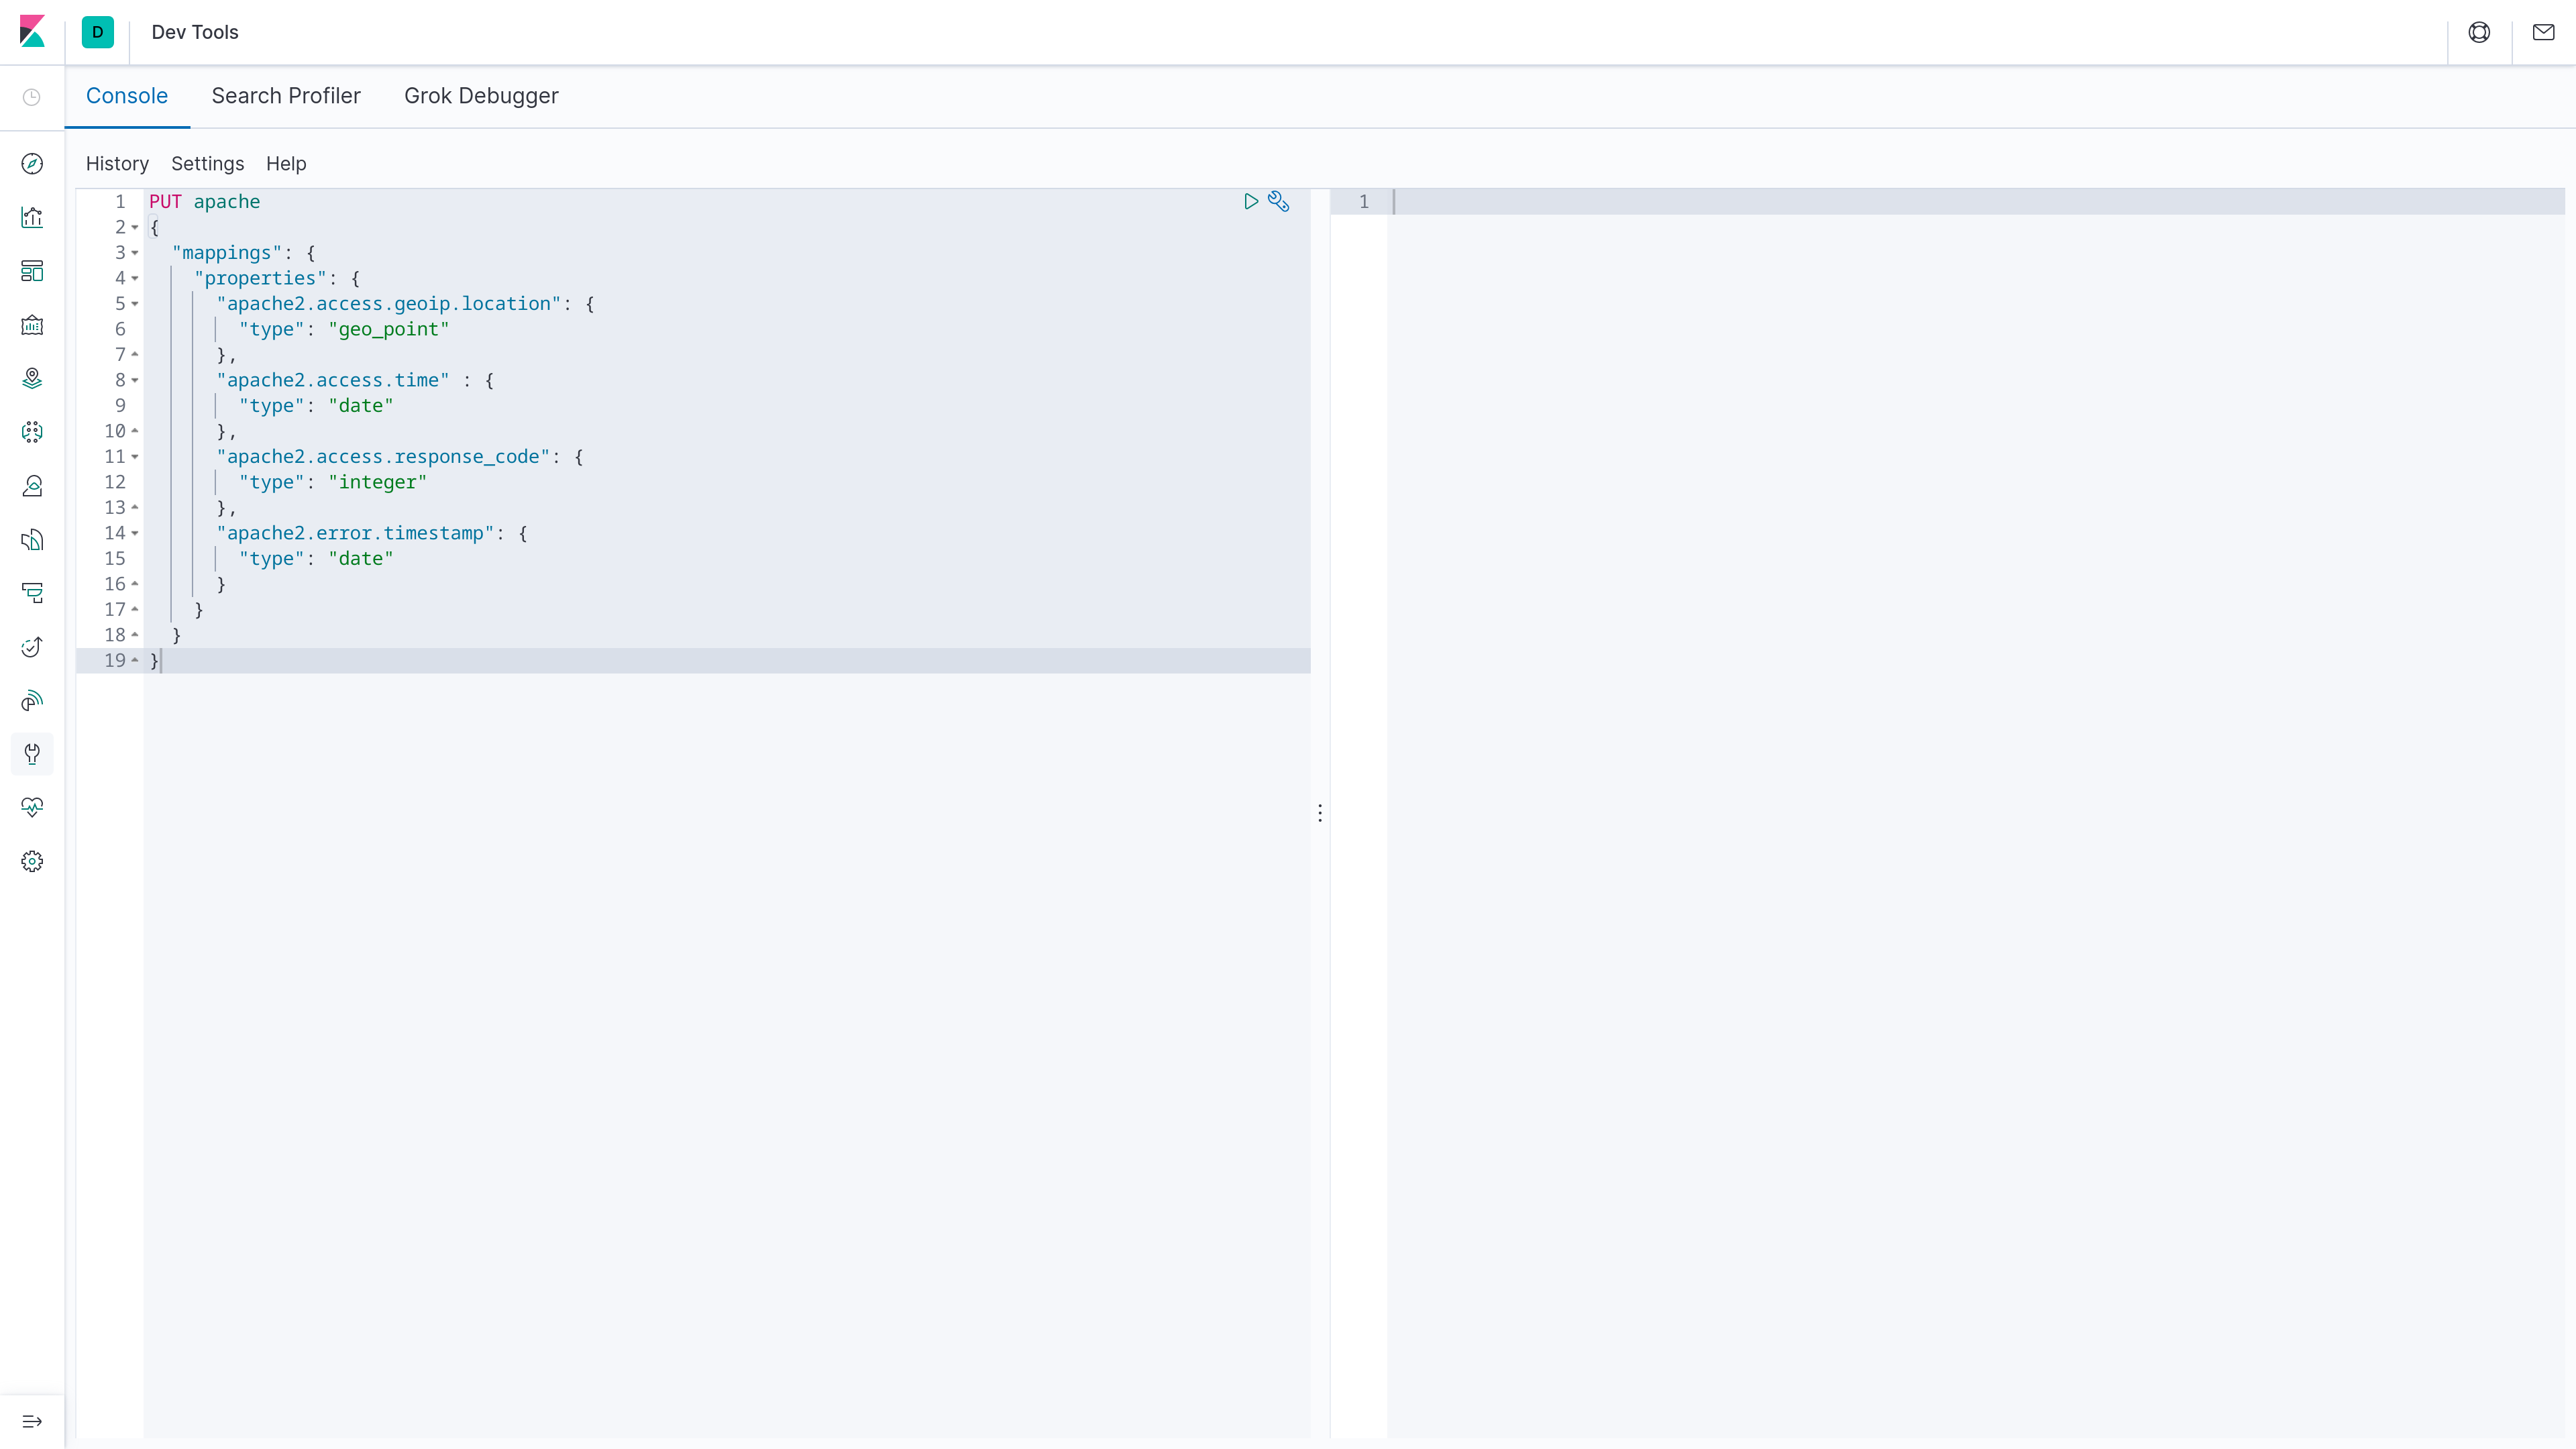 D Dev Tools
Console Search Profiler Grok Debugger
History Settings Help
1 PUT apache
2 {
3 "mappings": {
4 "properties": {
5 "apache2.access.geoip.location": {
6 "type": "geo_point"
7 },
8 "apache2.access.time" : {
9 "type": "date"
10 },
11 "apache2.access.response_code": {
12 "type": "integer"
13 },
14 "apache2.error.timestamp": {
15 "type": "date"
16 }
17 }
18 }
19 }
1